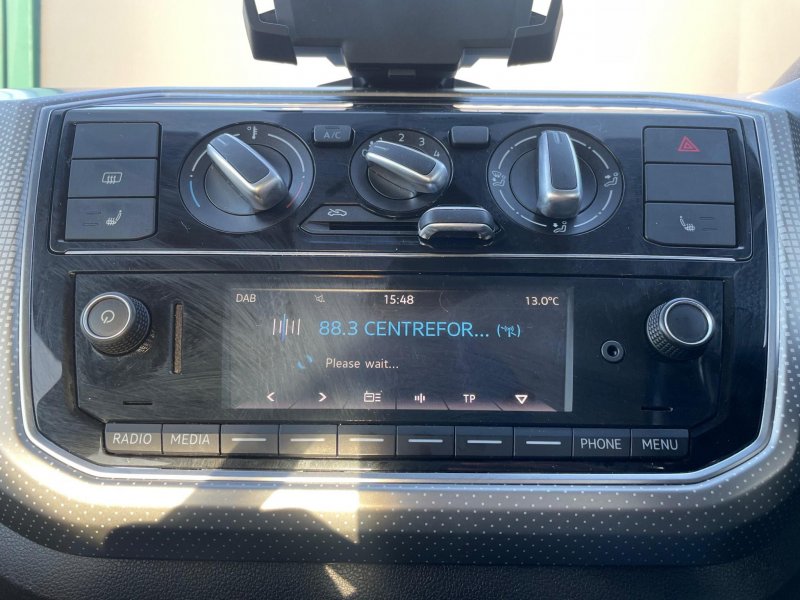 A/C
1 2 3 4
DAB 15:48 13.0°C
88.3 CENTREFOR...
Please wait...
TP
RADIO MEDIA PHONE MENU